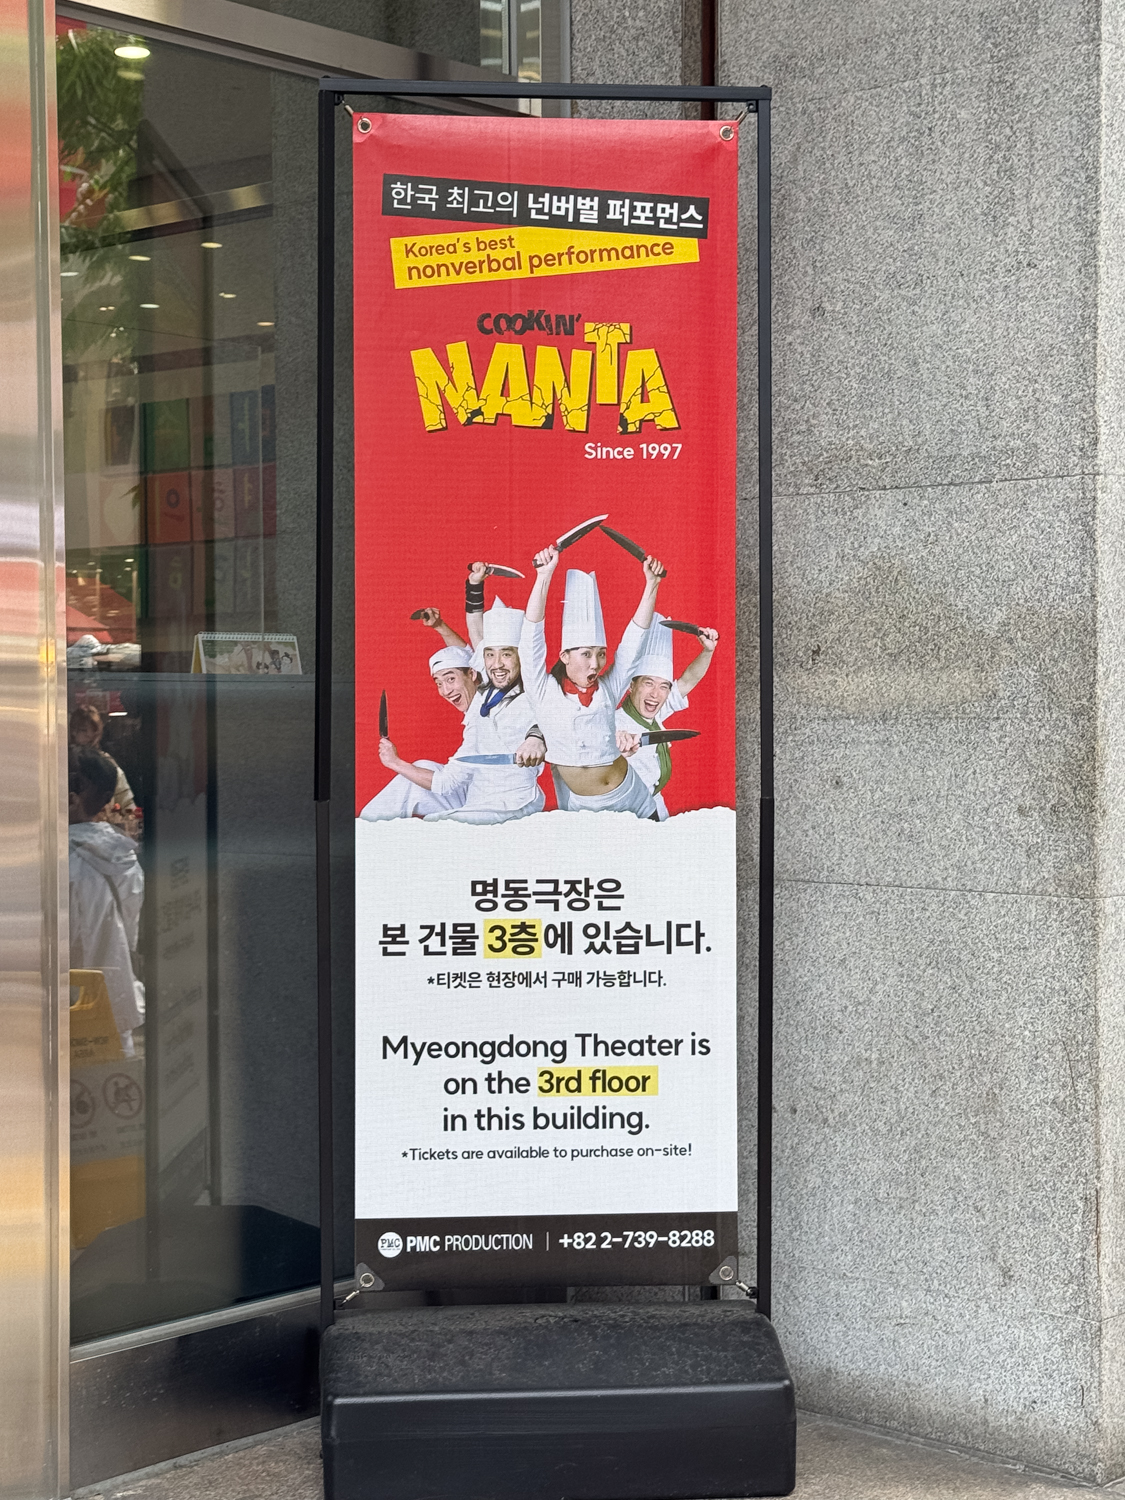 한국 최고의 넌버벌 퍼포먼스
Korea's best
nonverbal performance
COOKIN'
NANTA
Since 1997
명동극장은
본 건물 3층에 있습니다.
*티켓은 현장에서 구매 가능합니다.
Myeongdong Theater is
on the 3rd floor
in this building.
*Tickets are available to purchase on-site!
PMC PMC PRODUCTION | +82 2-739-8288